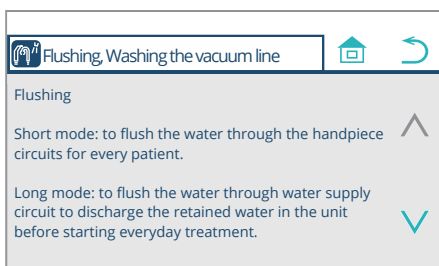 Flushing, Washing the vacuum line
Flushing
Short mode: to flush the water through the handpiece
circuits for every patient.
Long mode: to flush the water through water supply
circuit to discharge the retained water in the unit
before starting everyday treatment.